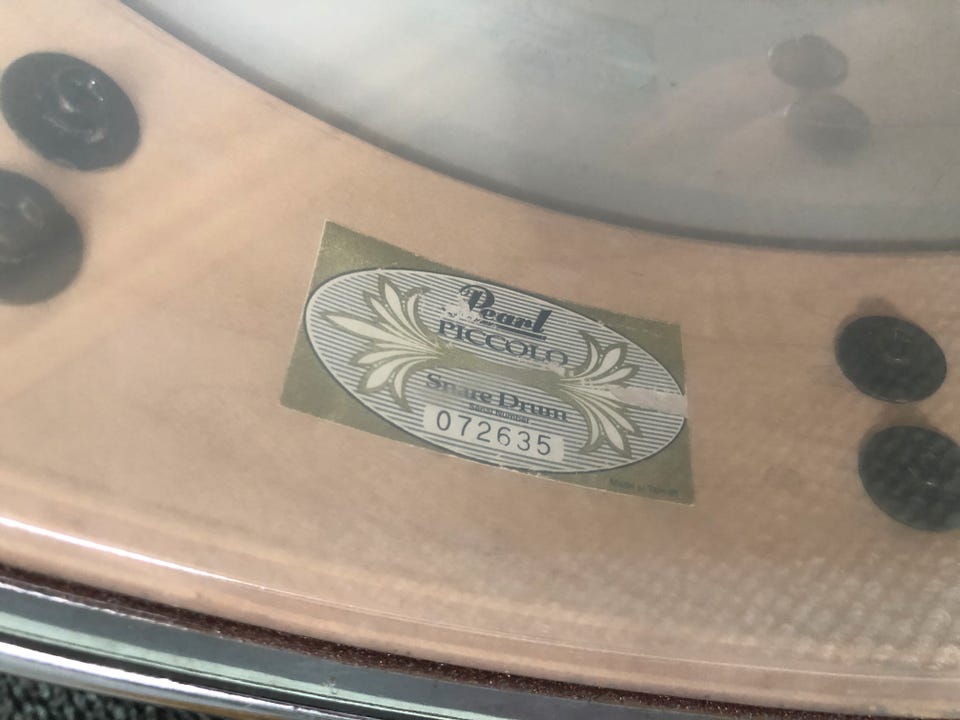 Pearl
PICCOLO
Snare Drum
Serial Number
072635
Made in Taiwan